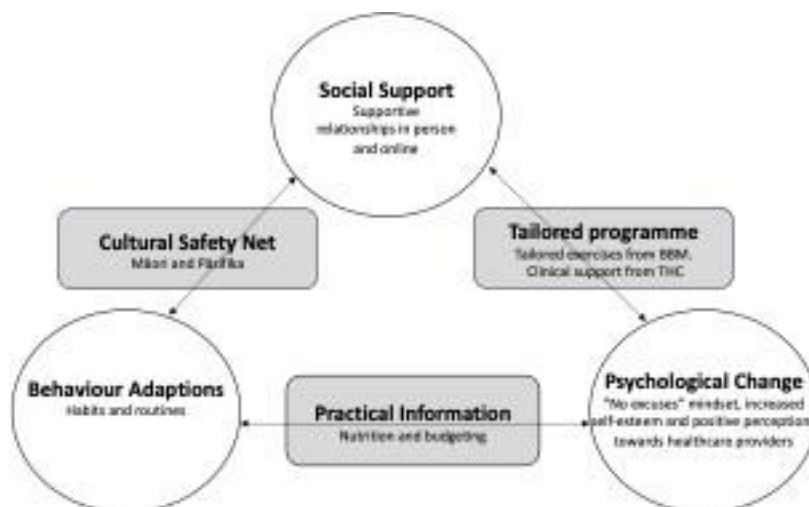 Social Support
Supportive
relationships in person
and online
Cultural Safety Net
Māori and Pasifika
Tailored programme
Tailored exercises from BBM.
Clinical support from THC
Behaviour Adaptions
Habits and routines
Practical Information
Nutrition and budgeting
Psychological Change
"No excuses" mindset, increased
self-esteem and positive perception
towards healthcare providers